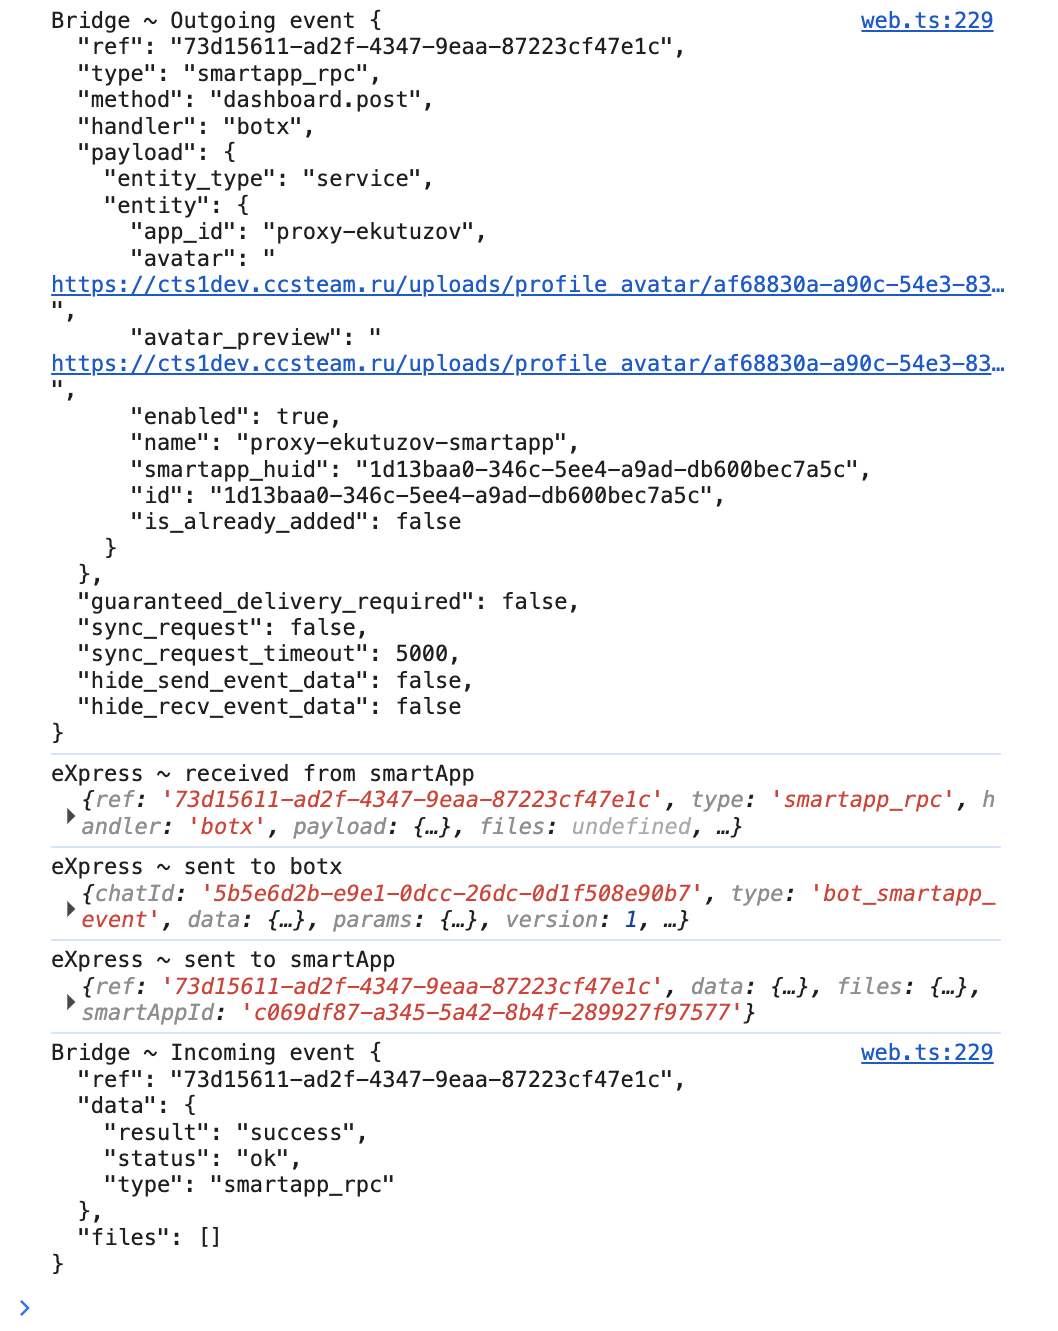 Bridge ~ Outgoing event { web.ts:229
"ref": "73d15611-ad2f-4347-9eaa-87223cf47e1c",
"type": "smartapp_rpc",
"method": "dashboard.post",
"handler": "botx",
"payload": {
"entity_type": "service",
"entity": {
"app_id": "proxy-ekutuzov",
"avatar": "
https://cts1dev.ccsteam.ru/uploads/profile_avatar/af68830a-a90c-54e3-83…
",
"avatar_preview": "
https://cts1dev.ccsteam.ru/uploads/profile_avatar/af68830a-a90c-54e3-83…
",
"enabled": true,
"name": "proxy-ekutuzov-smartapp",
"smartapp_huid": "1d13baa0-346c-5ee4-a9ad-db600bec7a5c",
"id": "1d13baa0-346c-5ee4-a9ad-db600bec7a5c",
"is_already_added": false
}
},
"guaranteed_delivery_required": false,
"sync_request": false,
"sync_request_timeout": 5000,
"hide_send_event_data": false,
"hide_recv_event_data": false
}
eXpress ~ received from smartApp
{ref: '73d15611-ad2f-4347-9eaa-87223cf47e1c', type: 'smartapp_rpc', h
andler: 'botx', payload: {…}, files: undefined, …}
eXpress ~ sent to botx
{chatId: '5b5e6d2b-e9e1-0dcc-26dc-0d1f508e90b7', type: 'bot_smartapp_
event', data: {…}, params: {…}, version: 1, …}
eXpress ~ sent to smartApp
{ref: '73d15611-ad2f-4347-9eaa-87223cf47e1c', data: {…}, files: {…},
smartAppId: 'c069df87-a345-5a42-8b4f-289927f97577'}
Bridge ~ Incoming event { web.ts:229
"ref": "73d15611-ad2f-4347-9eaa-87223cf47e1c",
"data": {
"result": "success",
"status": "ok",
"type": "smartapp_rpc"
},
"files": []
}